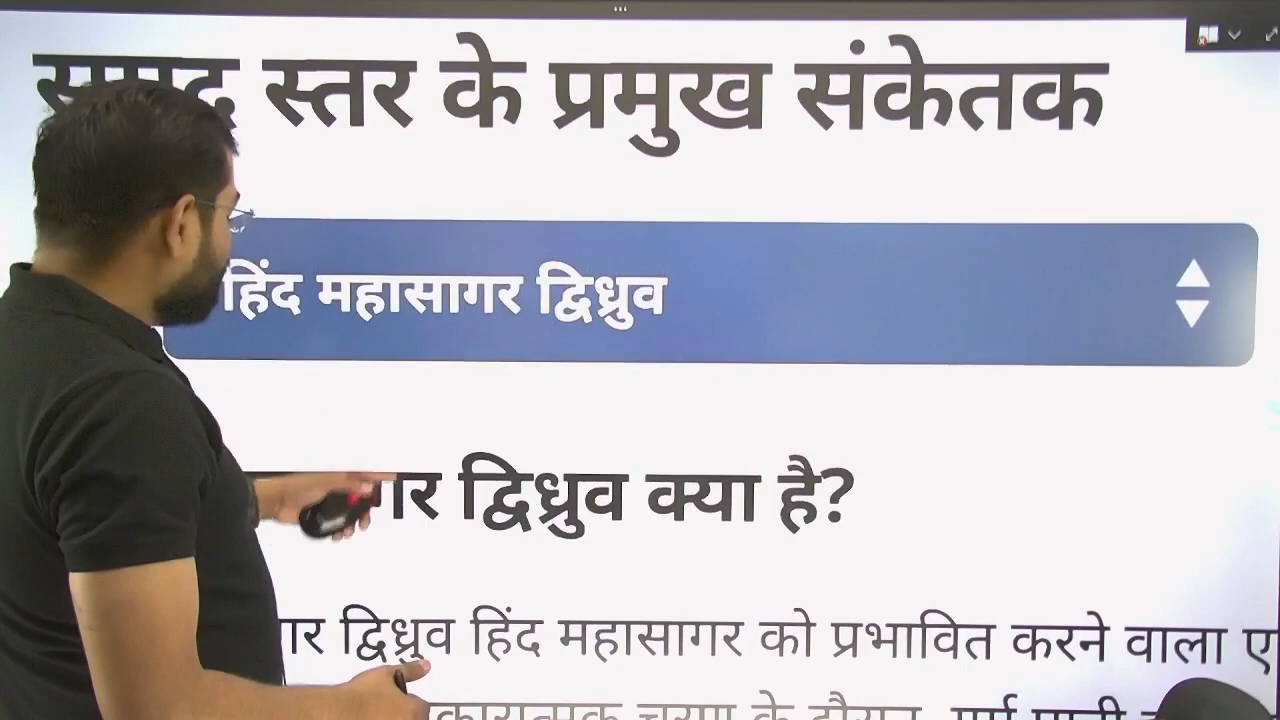 स्तर के प्रमुख संकेतक
हिंद महासागर द्विध्रुव
द्विध्रुव क्या है?
द्विध्रुव हिंद महासागर को प्रभावित करने वाला
के दौरान